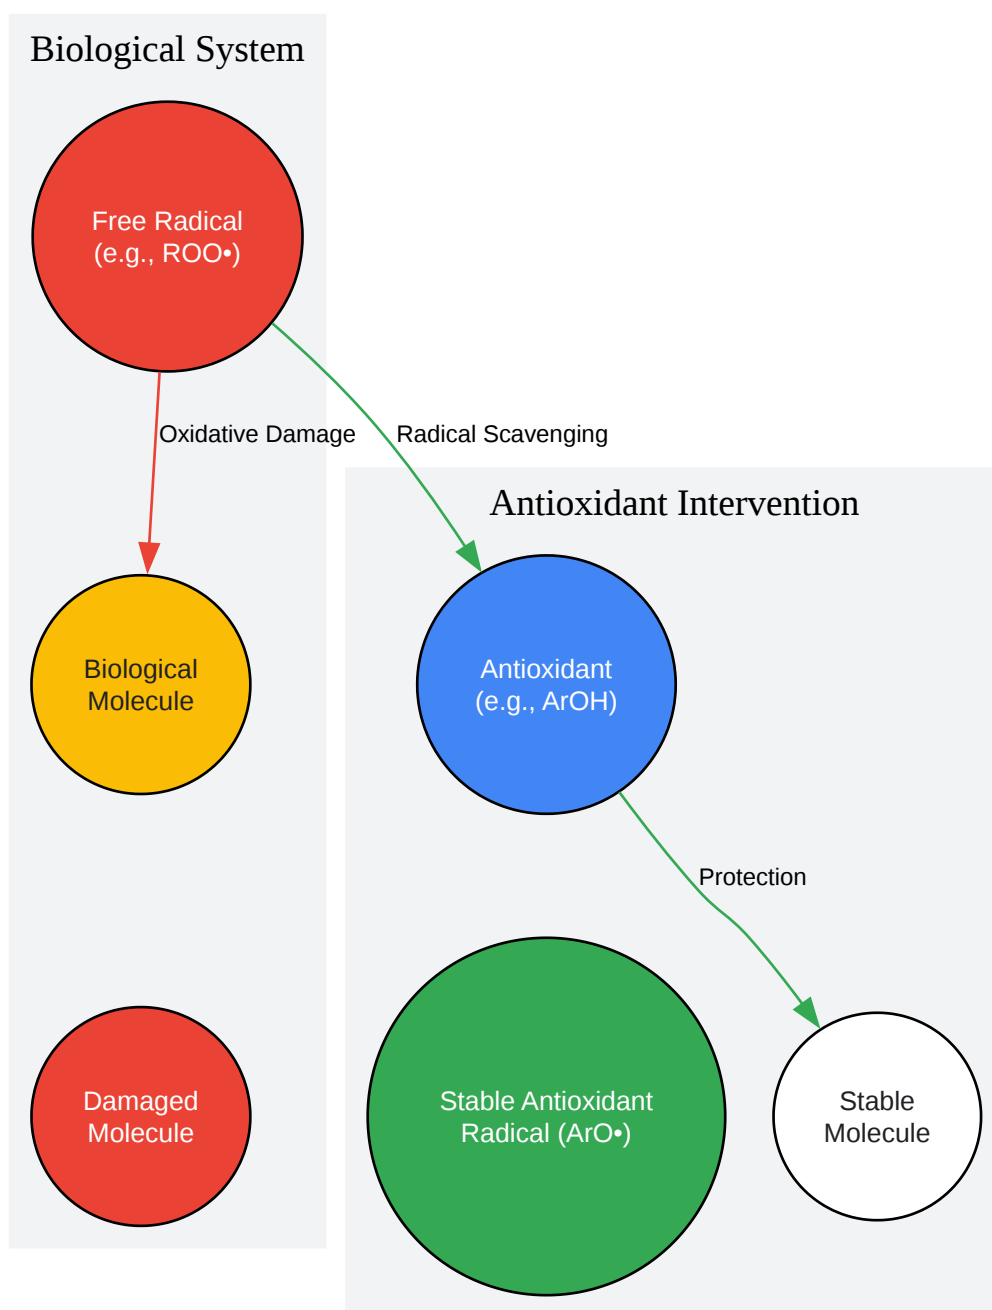 Biological System
Free Radical
(e.g., ROO•)
Oxidative Damage
Radical Scavenging
Antioxidant Intervention
Biological
Molecule
Antioxidant
(e.g., ArOH)
Protection
Damaged
Molecule
Stable Antioxidant
Radical (ArO•)
Stable
Molecule